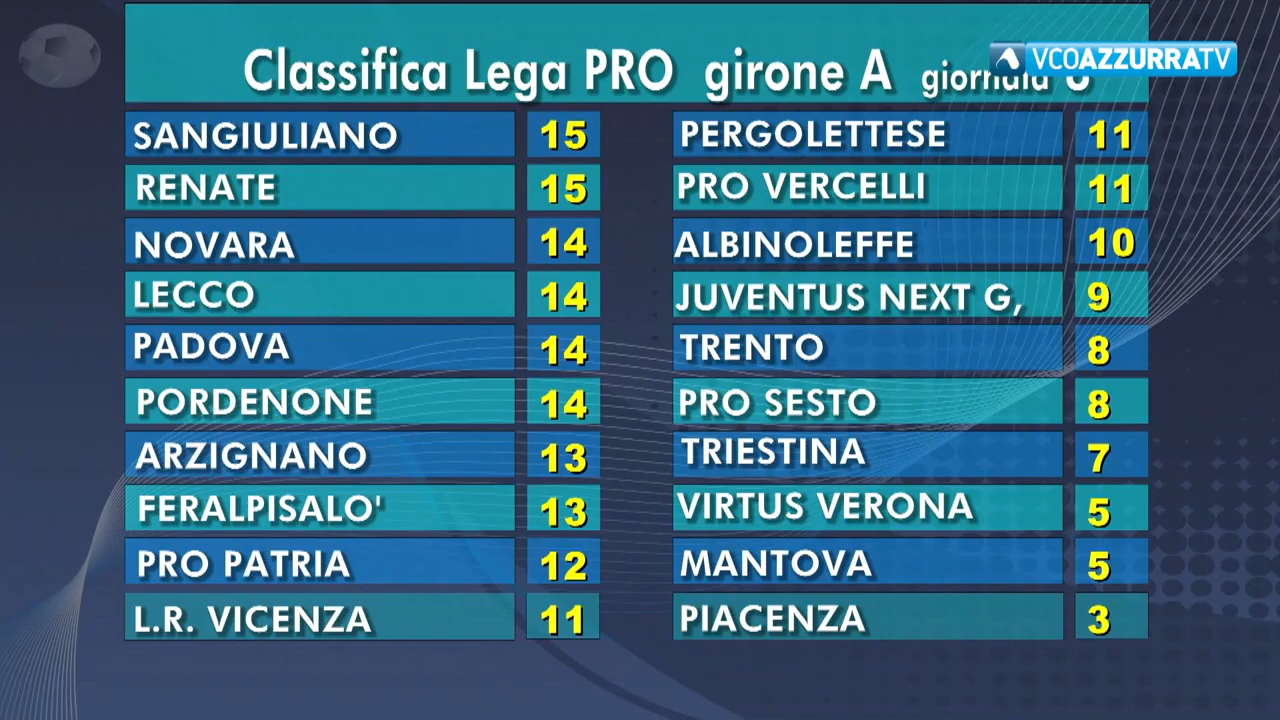 VCOAZZURRATV
Classifica Lega PRO girone A giornata
SANGIULIANO 15
RENATE 15
NOVARA 14
LECCO 14
PADOVA 14
PORDENONE 14
ARZIGNANO 13
FERALPISALO' 13
PRO PATRIA 12
L.R. VICENZA 11
PERGOLETTESE 11
PRO VERCELLI 11
ALBINOLEFFE 10
JUVENTUS NEXT G, 9
TRENTO 8
PRO SESTO 8
TRIESTINA 7
VIRTUS VERONA 5
MANTOVA 5
PIACENZA 3